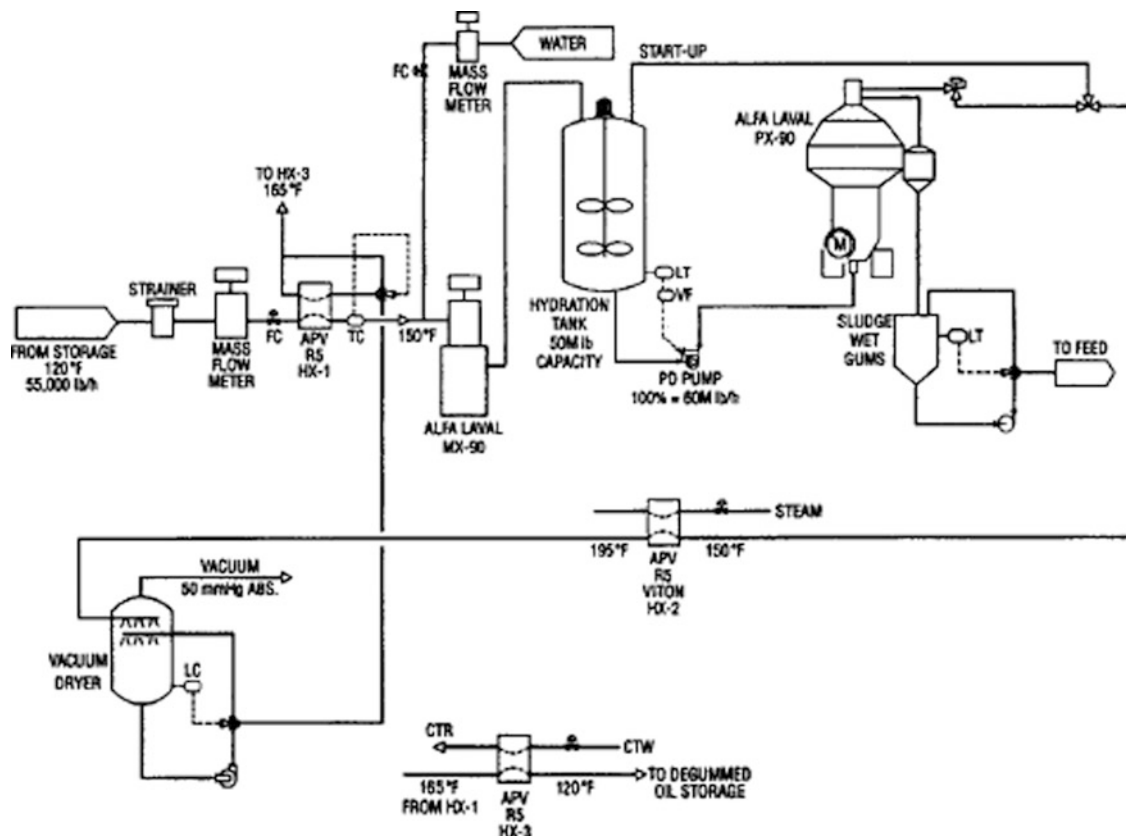 WATER
MASS
FLOW
METER
FC
START-UP
ALFA LAVAL
PX-90
TO HX-3
165°F
STRAINER
FROM STORAGE
120°F
55,000 lb/h
MASS
FLOW
METER
FC
APV
R5
HX-1
TC
150°F
ALFA LAVAL
MX-90
HYDRATION
TANK
50M lb
CAPACITY
LT
VF
PD PUMP
100% = 60M lb/h
M
SLUDGE
WET
GUMS
LT
TO FEED
STEAM
195°F
APV
R5
VITON
HX-2
150°F
VACUUM
50 mmHg ABS.
VACUUM
DRYER
LC
CTR
CTW
165°F
FROM HX-1
APV
R5
HX-3
120°F
TO DEGUMMED
OIL STORAGE